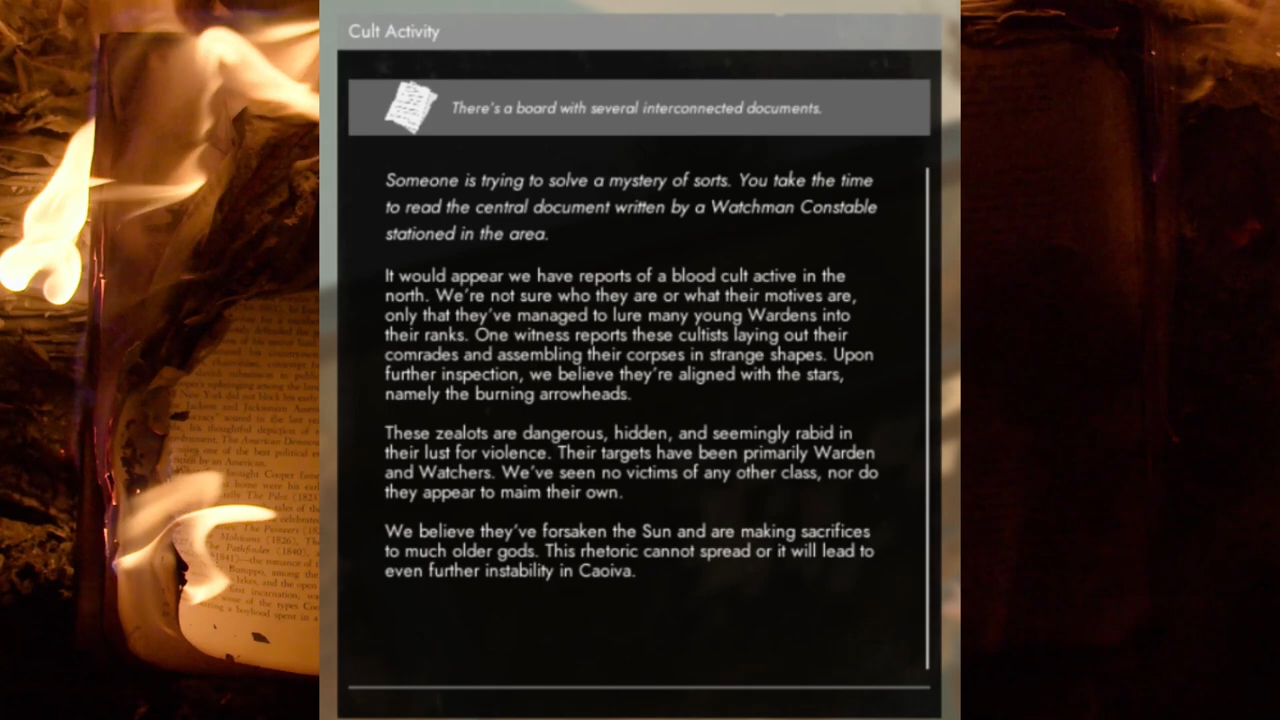 Cult Activity
There's a board with several interconnected documents.
Someone is trying to solve a mystery of sorts. You take the time
to read the central document written by a Watchman Constable
stationed in the area.
It would appear we have reports of a blood cult active in the
north. We're not sure who they are or what their motives are,
only that they've managed to lure many young Wardens into
their ranks. One witness reports these cultists laying out their
comrades and assembling their corpses in strange shapes. Upon
further inspection, we believe they're aligned with the stars,
namely the burning arrowheads.
These zealots are dangerous, hidden, and seemingly rabid in
their lust for violence. Their targets have been primarily Warden
and Watchers. We've seen no victims of any other class, nor do
they appear to maim their own.
We believe they've forsaken the Sun and are making sacrifices
to much older gods. This rhetoric cannot spread or it will lead to
even further instability in Caoiva.